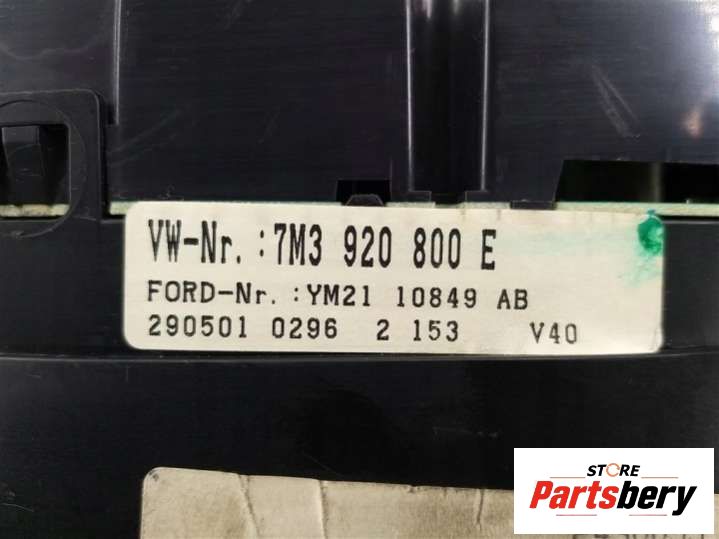 VW-Nr. :7M3 920 800 E
FORD-Nr. :YM21 10849 AB
290501 0296 2 153 V40
STORE
Partsbery